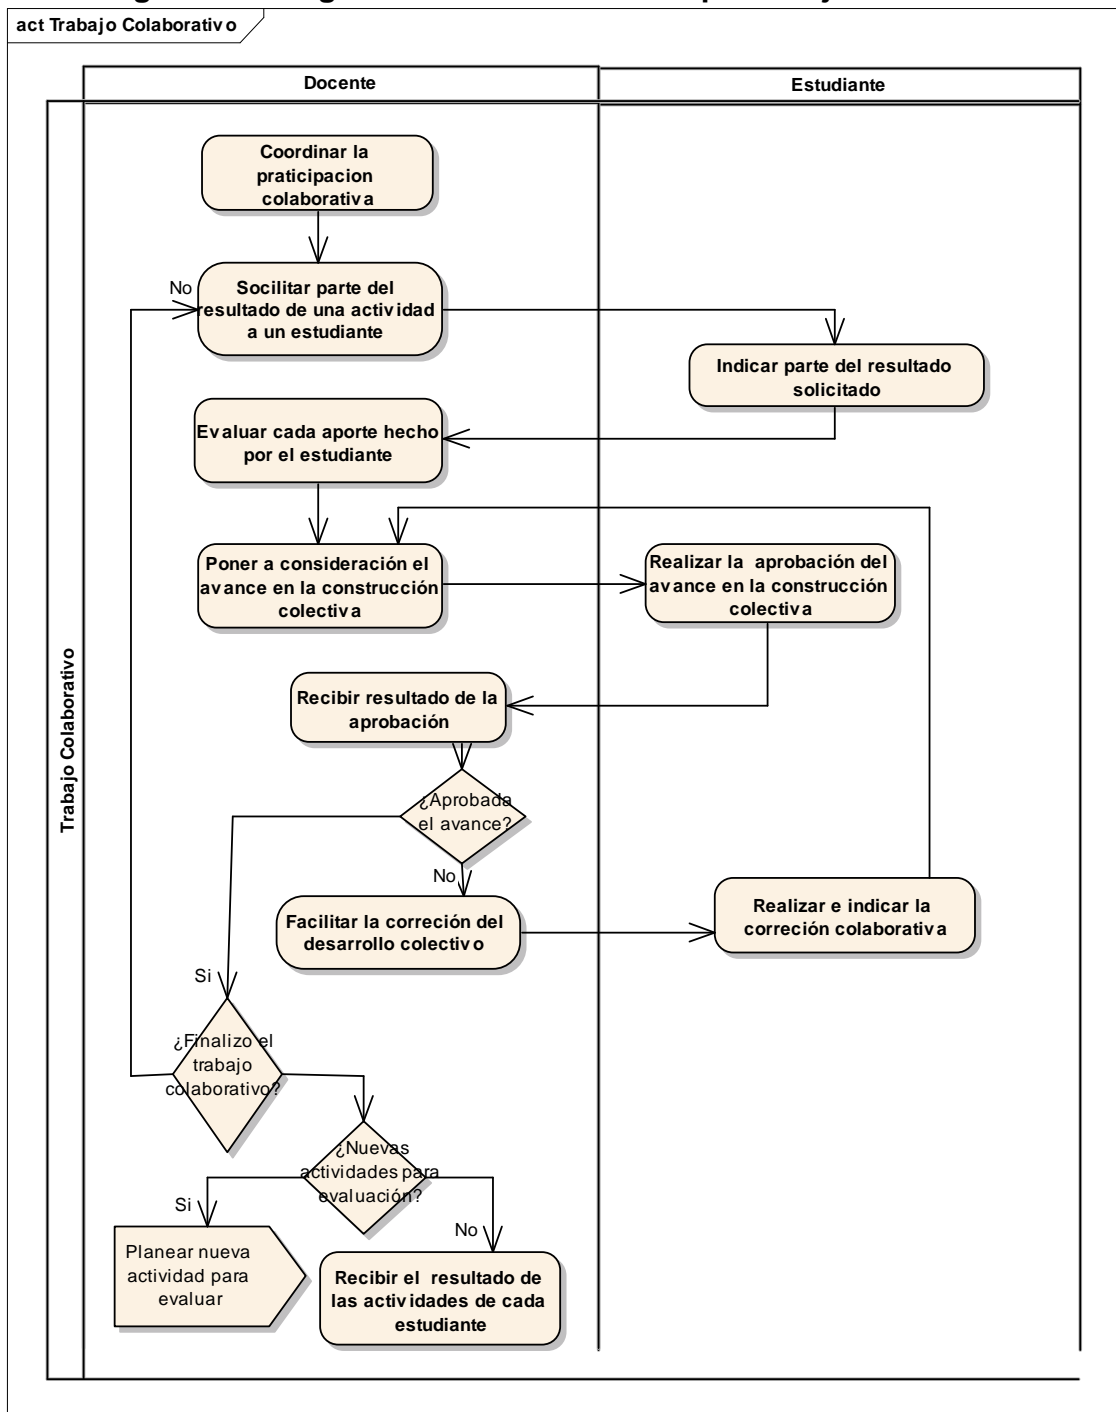 act Trabajo Colaborativo
Docente
Estudiante
Trabajo Colaborativo
Coordinar la
praticipacion
colaborativa
No
Socilitar parte del
resultado de una actividad
a un estudiante
Indicar parte del resultado
solicitado
Evaluar cada aporte hecho
por el estudiante
Poner a consideración el
avance en la construcción
colectiva
Realizar la aprobación del
avance en la construcción
colectiva
Recibir resultado de la
aprobación
¿Aprobada
el avance?
No
Facilitar la correción del
desarrollo colectivo
Realizar e indicar la
correción colaborativa
Si
¿Finalizo el
trabajo
colaborativo?
¿Nuevas
actividades para
evaluación?
Si
No
Planear nueva
actividad para
evaluar
Recibir el resultado de
las actividades de cada
estudiante